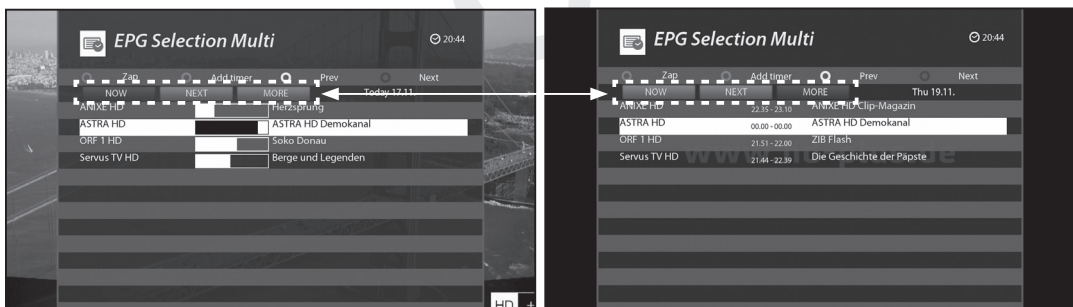 EPG Selection Multi 20:44
Zap Add timer Prev Next
NOW NEXT MORE Today 17.11.
ANIXE HD Herzsprung
ASTRA HD ASTRA HD Demokanal
ORF 1 HD Soko Donau
Servus TV HD Berge und Legenden
HD +
EPG Selection Multi 20:44
Zap Add timer Prev Next
NOW NEXT MORE Thu 19.11.
ANIXE HD 22.35 - 23.10 ANIXE HD Clip-Magazin
ASTRA HD 00.00 - 00.00 ASTRA HD Demokanal
ORF 1 HD 21.51 - 22.00 ZIB Flash
Servus TV HD 21.44 - 22.39 Die Geschichte der Päpste